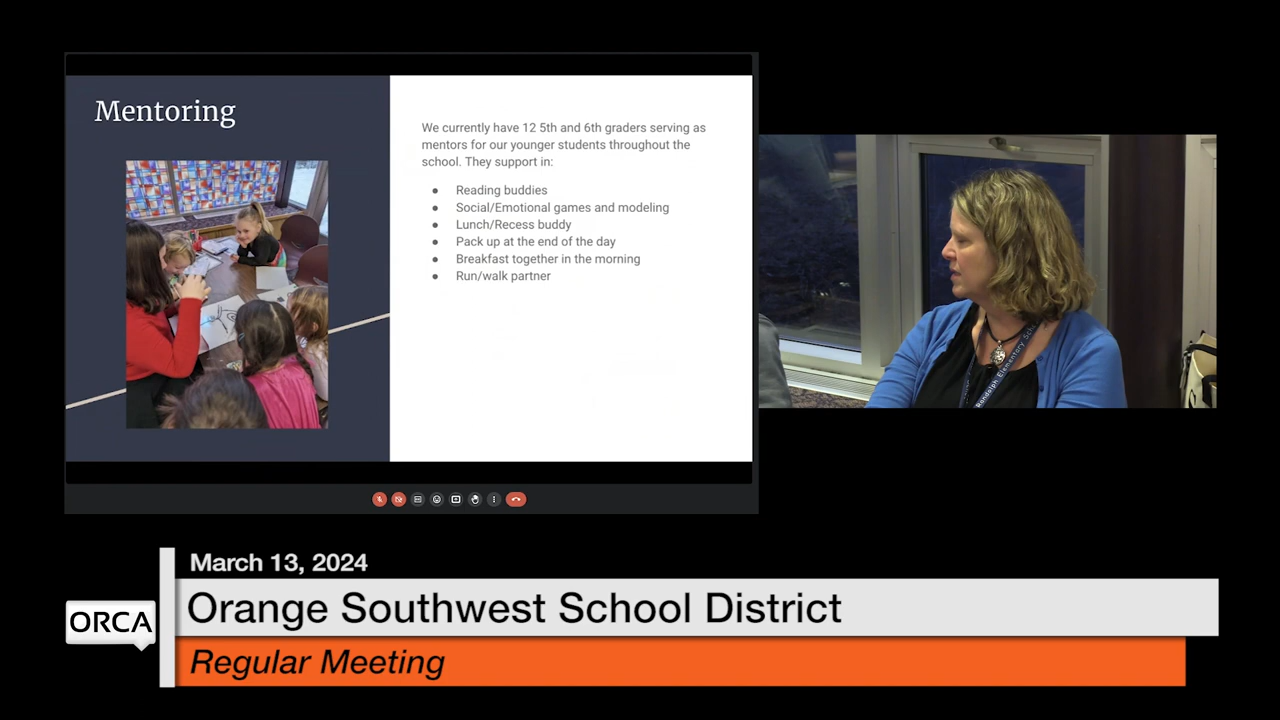 Mentoring
We currently have 12 5th and 6th graders serving as
mentors for our younger students throughout the
school. They support in:
● Reading buddies
● Social/Emotional games and modeling
● Lunch/Recess buddy
● Pack up at the end of the day
● Breakfast together in the morning
● Run/walk partner
Randolph Elementary
March 13, 2024
ORCA
Orange Southwest School District
Regular Meeting